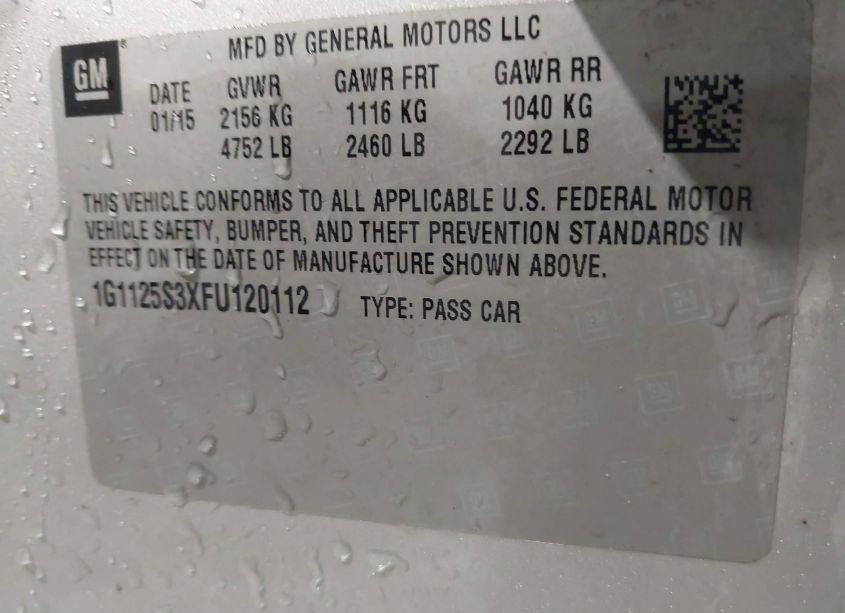 GM
MFD BY GENERAL MOTORS LLC
DATE GVWR GAWR FRT GAWR RR
01/15 2156 KG 1116 KG 1040 KG
4752 LB 2460 LB 2292 LB
THIS VEHICLE CONFORMS TO ALL APPLICABLE U.S. FEDERAL MOTOR
VEHICLE SAFETY, BUMPER, AND THEFT PREVENTION STANDARDS IN
EFFECT ON THE DATE OF MANUFACTURE SHOWN ABOVE.
1G1125S3XFU120112 TYPE: PASS CAR